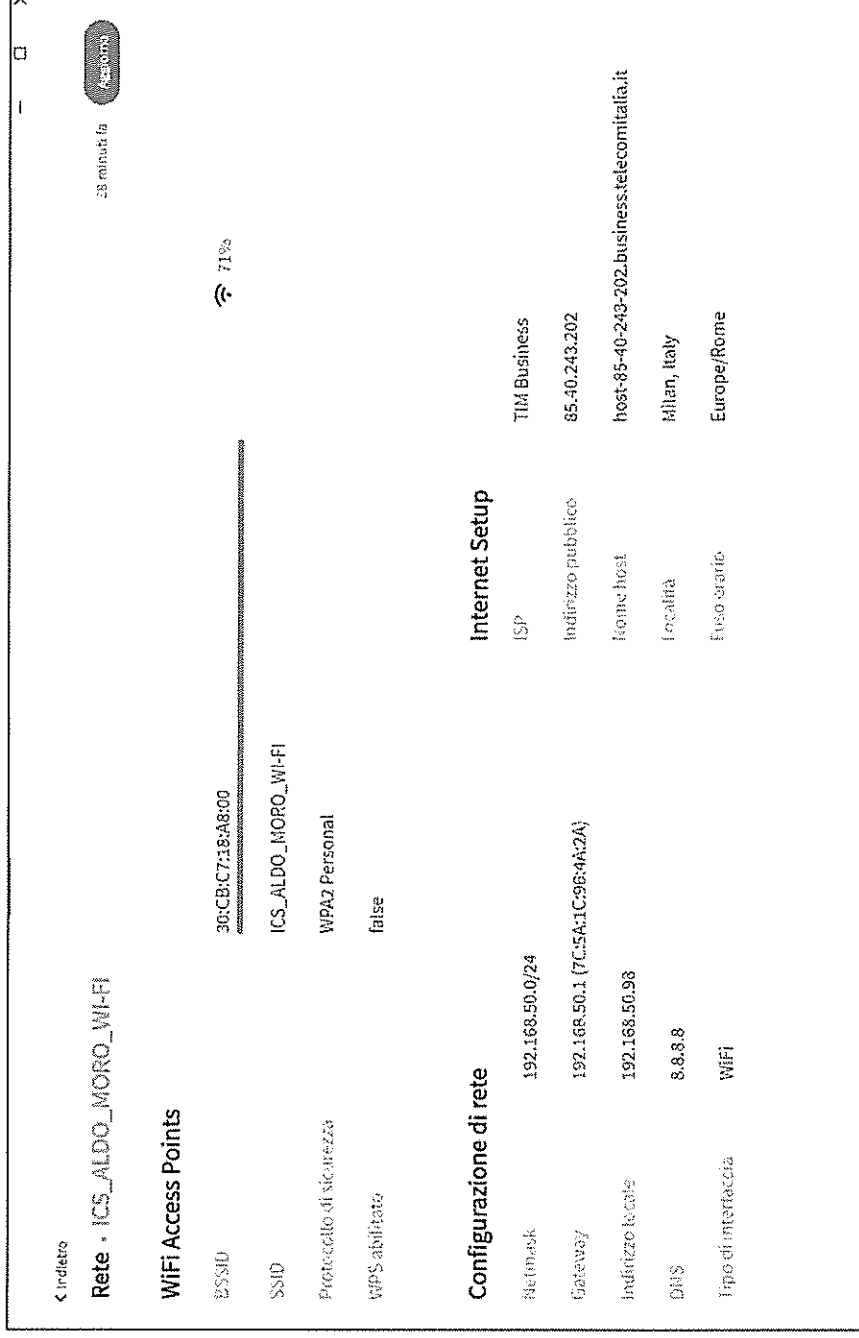 Indietro
Rete - ICS_ALDO_MORO_WI-FI
28 minuti fa
Aggiorna
WiFi Access Points
BSSID 30:CB:C7:18:A8:00 71%
SSID ICS_ALDO_MORO_WI-FI
Protocollo di sicurezza WPA2 Personal
WPS abilitato false
Configurazione di rete
Netmask 192.168.50.0/24
Gateway 192.168.50.1 (7C:5A:1C:96:4A:2A)
Indirizzo locale 192.168.50.98
DNS 8.8.8.8
Tipo di interfaccia WiFi
Internet Setup
ISP TIM Business
Indirizzo pubblico 85.40.243.202
Nome host host-85-40-243-202.business.telecomitalia.it
Località Milan, Italy
Fuso orario Europe/Rome